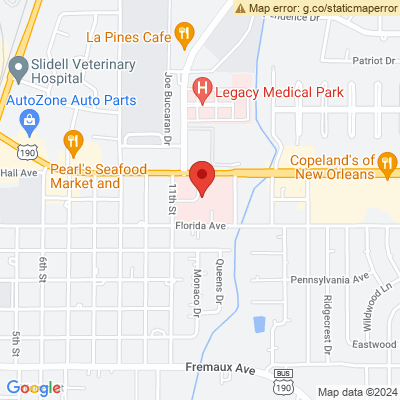 Map error: g.co/staticmaperror
ence Dr
Patriot Dr
La Pines Cafe
Slidell Veterinary
Hospital
Joe Buccaran Dr
H
Legacy Medical Park
AutoZone Auto Parts
190
Pearl's Seafood
Market and
Hall Ave
Copeland's of
New Orleans
190
11th St
Florida Ave
6th St
Monaco Dr
Queens Dr
Pennsylvania Ave
Ridgecrest Dr
Wildwood Ln
5th St
Eastwood
Fremaux Ave
BUS
190
Google
Map data ©2024